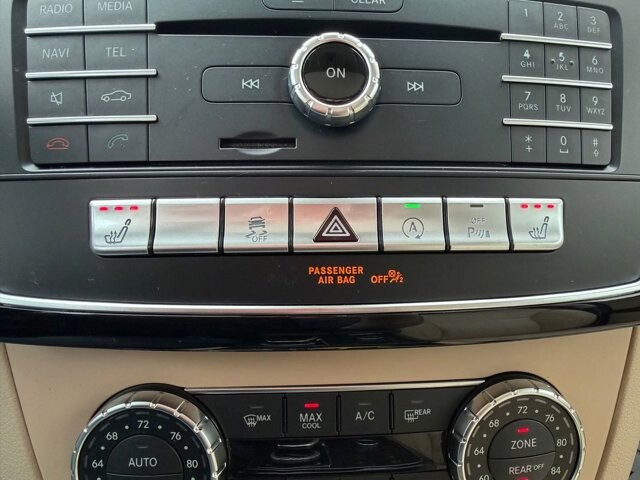 RADIO MEDIA CLEAR
1 2 ABC 3 DEF
NAVI TEL ON 4 GHI 5 JKL 6 MNO
7 PQRS 8 TUV 9 WXYZ
* 0 #
OFF A OFF P
PASSENGER
AIR BAG OFF 2
MAX MAX COOL A/C REAR
68 72 76 68 72 76 80
64 AUTO 80 64 ZONE 84
60 REAR OFF